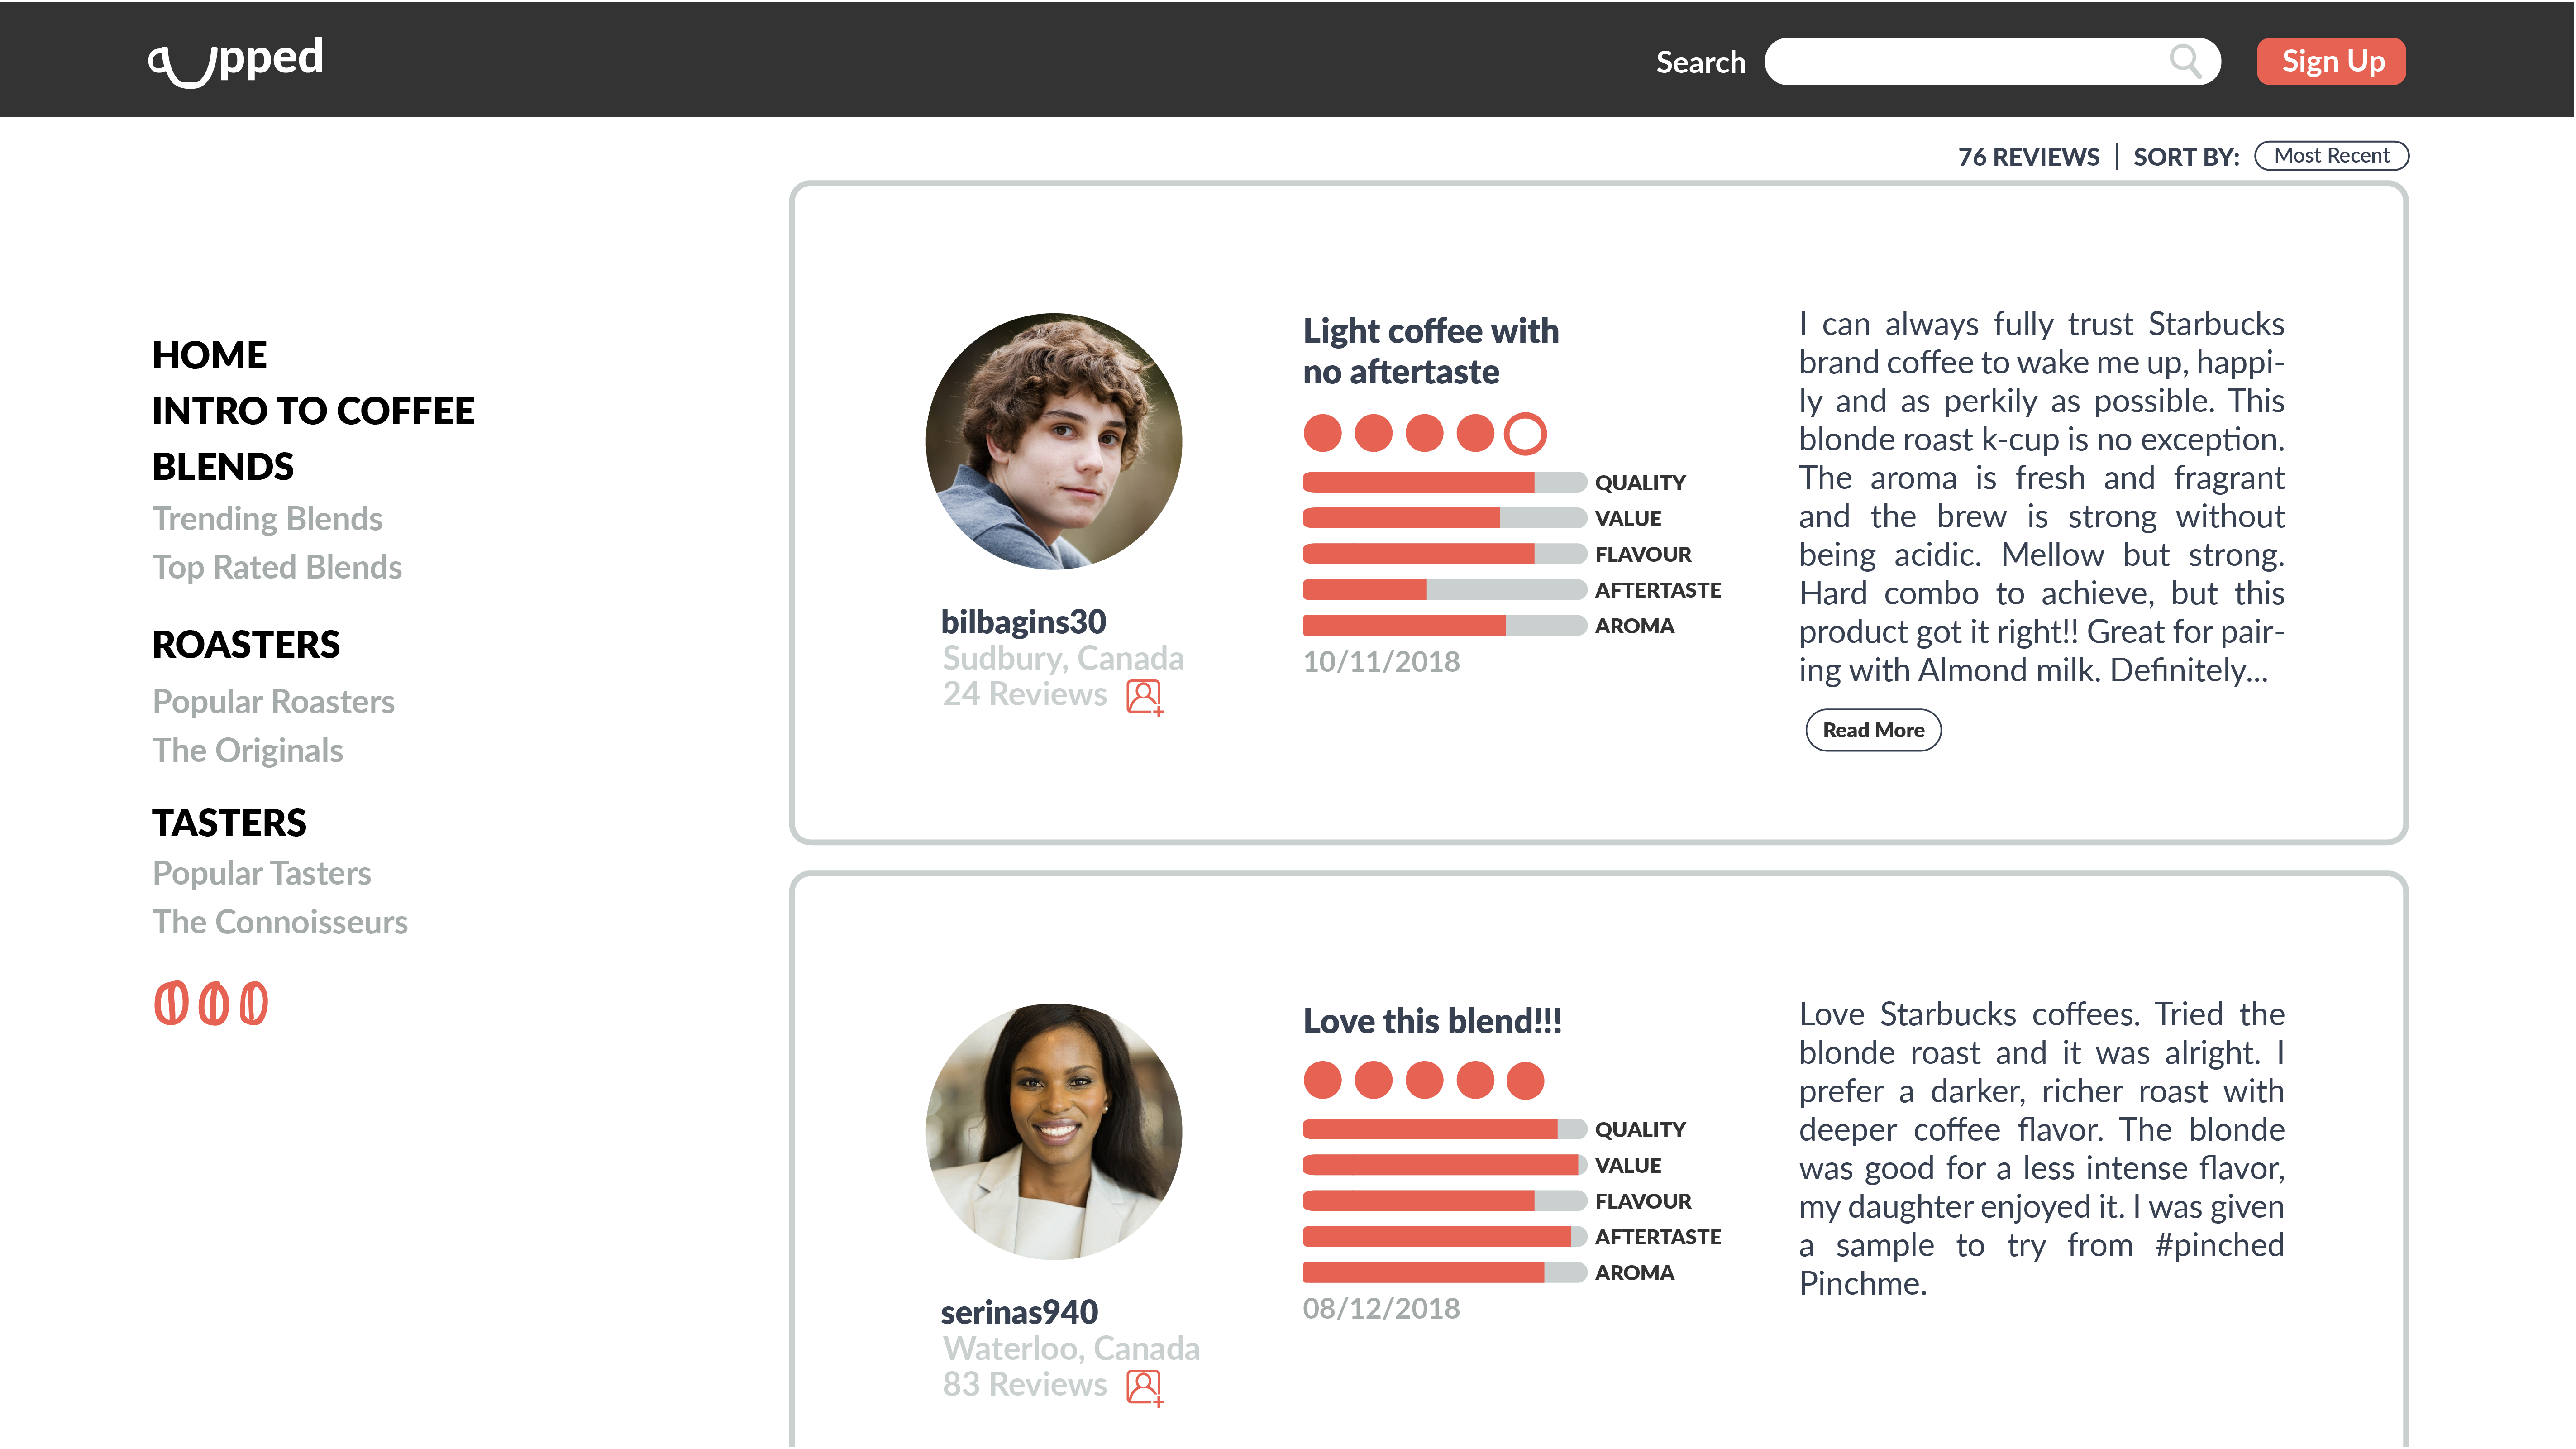 cupped
Search
Sign Up
76 REVIEWS | SORT BY: Most Recent
HOME
INTRO TO COFFEE
BLENDS
Trending Blends
Top Rated Blends
ROASTERS
Popular Roasters
The Originals
TASTERS
Popular Tasters
The Connoisseurs
bilbagins30
Sudbury, Canada
24 Reviews
Light coffee with
no aftertaste
QUALITY
VALUE
FLAVOUR
AFTERTASTE
AROMA
10/11/2018
I can always fully trust Starbucks
brand coffee to wake me up, happi-
ly and as perkily as possible. This
blonde roast k-cup is no exception.
The aroma is fresh and fragrant
and the brew is strong without
being acidic. Mellow but strong.
Hard combo to achieve, but this
product got it right!! Great for pair-
ing with Almond milk. Definitely...
Read More
serinas940
Waterloo, Canada
83 Reviews
Love this blend!!!
QUALITY
VALUE
FLAVOUR
AFTERTASTE
AROMA
08/12/2018
Love Starbucks coffees. Tried the
blonde roast and it was alright. I
prefer a darker, richer roast with
deeper coffee flavor. The blonde
was good for a less intense flavor,
my daughter enjoyed it. I was given
a sample to try from #pinched
Pinchme.